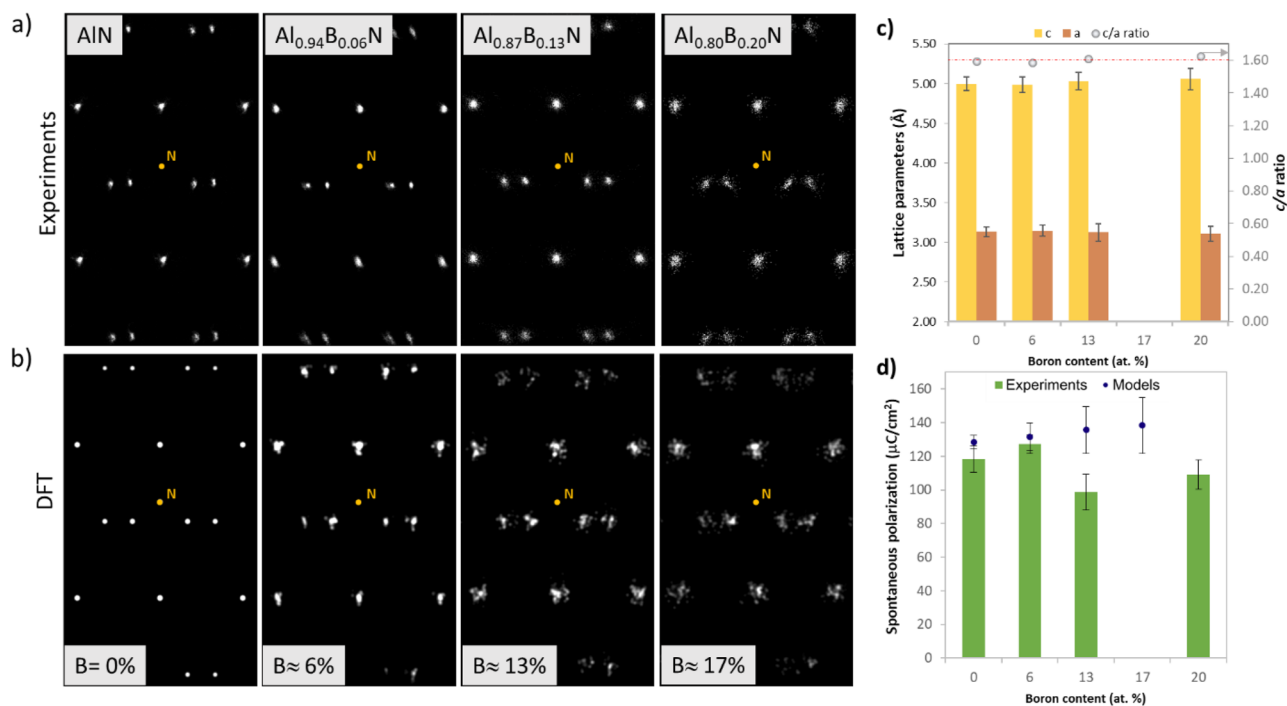 a)
Experiments
AlN
Al0.94B0.06N
Al0.87B0.13N
Al0.80B0.20N
N
N
N
N
b)
DFT
N
N
N
N
B= 0%
B≈ 6%
B≈ 13%
B≈ 17%
c)
c a c/a ratio
Lattice parameters (Å)
5.50
5.00
4.50
4.00
3.50
3.00
2.50
2.00
1.60
1.40
1.20
1.00
0.80
0.60
0.40
0.20
0.00
c/a ratio
0 6 13 17 20
Boron content (at. %)
d)
Experiments Models
Spontaneous polarization (μC/cm²)
160
140
120
100
80
60
40
20
0
0 6 13 17 20
Boron content (at. %)